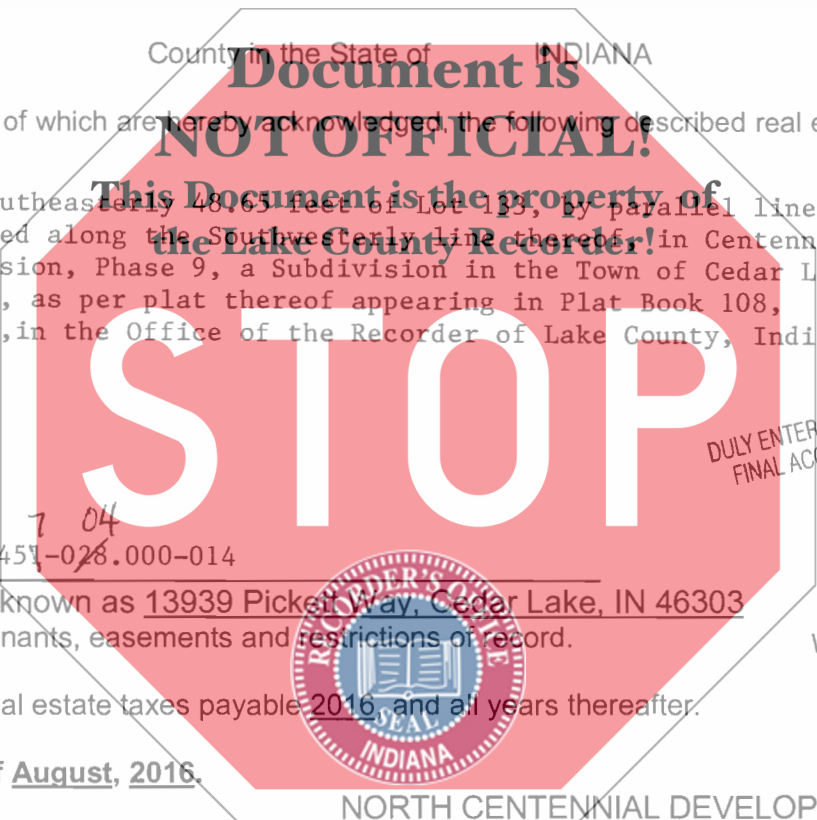 County in the State of INDIANA
Document is
of which are hereby acknowledged, the following described real e
NOT OFFICIAL!
This Document is the property of
utheasterly 48.65 feet of Lot 133, by parallel line
the Lake County Recorder!
ed along the Southwesterly line thereof, in Centenn
sion, Phase 9, a Subdivision in the Town of Cedar L
, as per plat thereof appearing in Plat Book 108,
,in the Office of the Recorder of Lake County, Indi
STOP
DULY ENTER
FINAL ACC
7 04
451-028.000-014
known as 13939 Pickett Way, Cedar Lake, IN 46303
nants, easements and restrictions of record.
RECORDER'S OFFICE
SEAL
INDIANA
al estate taxes payable 2016, and all years thereafter.
f August, 2016.
NORTH CENTENNIAL DEVELOP